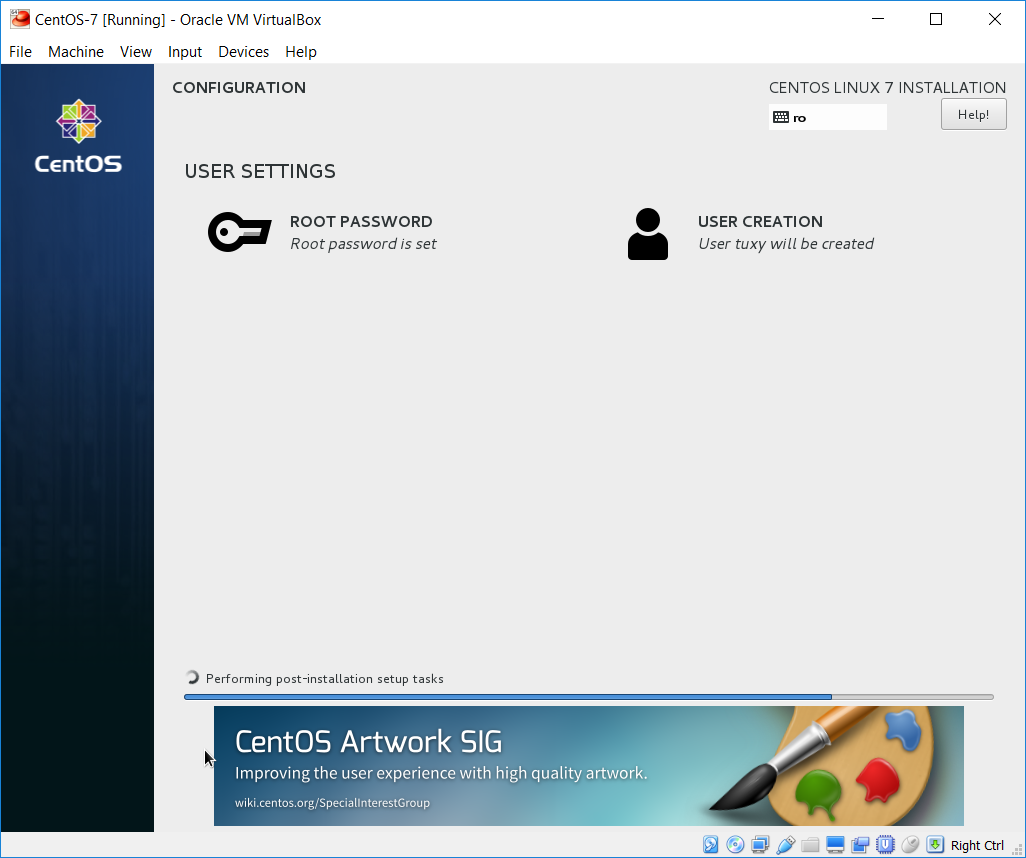 CentOS-7 [Running] - Oracle VM VirtualBox
File Machine View Input Devices Help
CentOS
CONFIGURATION
CENTOS LINUX 7 INSTALLATION
ro
Help!
USER SETTINGS
ROOT PASSWORD
Root password is set
USER CREATION
User tuxy will be created
Performing post-installation setup tasks
CentOS Artwork SIG
Improving the user experience with high quality artwork.
wiki.centos.org/SpecialInterestGroup
Right Ctrl